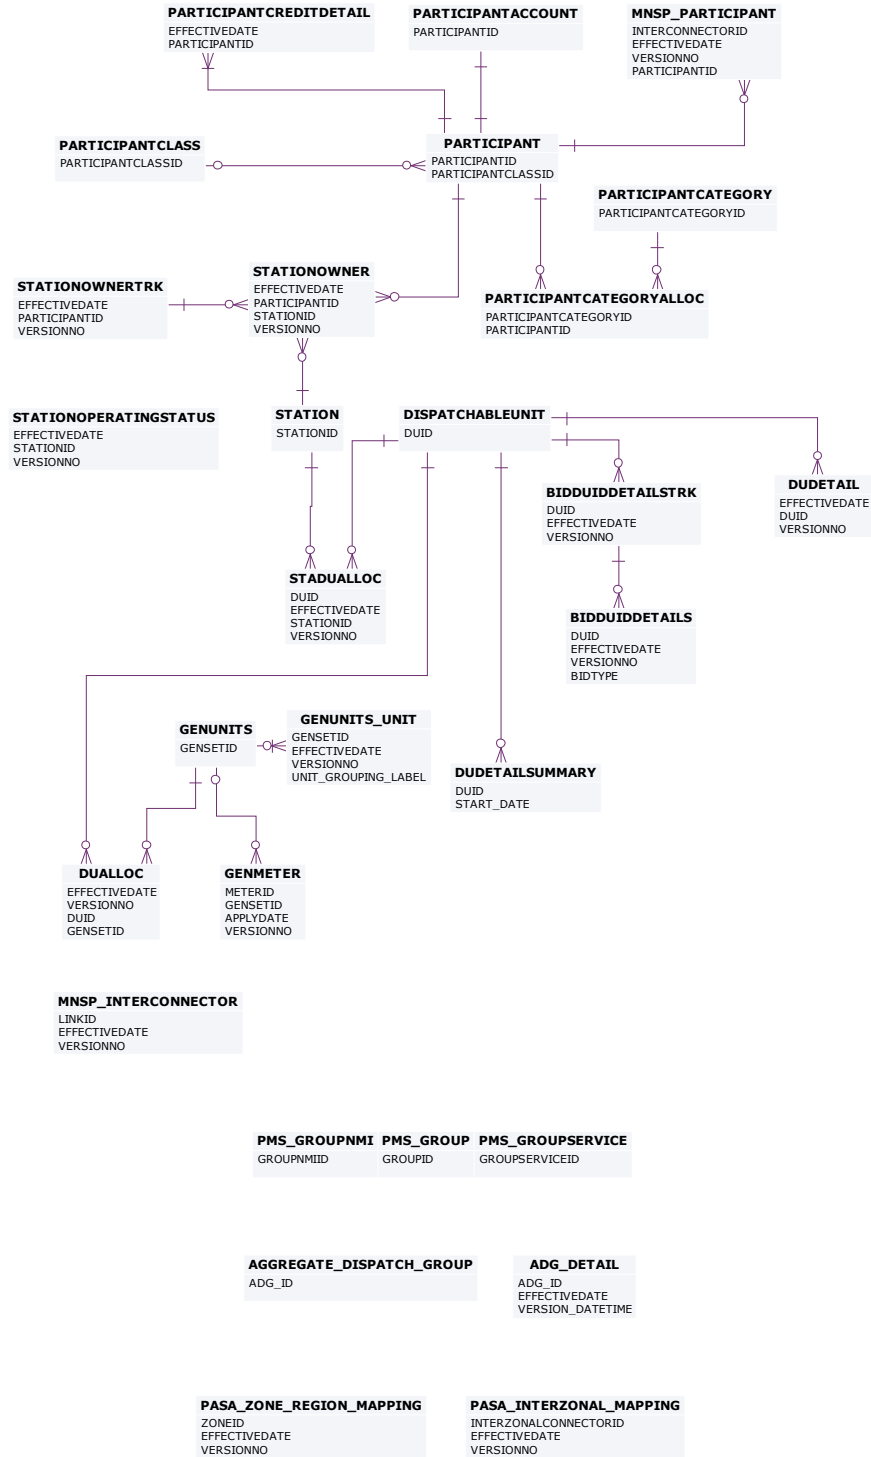 PARTICIPANTCREDITDETAIL
EFFECTIVEDATE
PARTICIPANTID
PARTICIPANTACCOUNT
PARTICIPANTID
MNSP_PARTICIPANT
INTERCONNECTORID
EFFECTIVEDATE
VERSIONNO
PARTICIPANTID
PARTICIPANTCLASS
PARTICIPANTCLASSID
PARTICIPANT
PARTICIPANTID
PARTICIPANTCLASSID
PARTICIPANTCATEGORY
PARTICIPANTCATEGORYID
STATIONOWNERTRK
EFFECTIVEDATE
PARTICIPANTID
VERSIONNO
STATIONOWNER
EFFECTIVEDATE
PARTICIPANTID
STATIONID
VERSIONNO
PARTICIPANTCATEGORYALLOC
PARTICIPANTCATEGORYID
PARTICIPANTID
STATIONOPERATINGSTATUS
EFFECTIVEDATE
STATIONID
VERSIONNO
STATION
STATIONID
DISPATCHABLEUNIT
DUID
BIDDUIDDETAILSTRK
DUID
EFFECTIVEDATE
VERSIONNO
DUDETAIL
EFFECTIVEDATE
DUID
VERSIONNO
STADUALLOC
DUID
EFFECTIVEDATE
STATIONID
VERSIONNO
BIDDUIDDETAILS
DUID
EFFECTIVEDATE
VERSIONNO
BIDTYPE
GENUNITS
GENSETID
GENUNITS_UNIT
GENSETID
EFFECTIVEDATE
VERSIONNO
UNIT_GROUPING_LABEL
DUDETAILSUMMARY
DUID
START_DATE
DUALLOC
EFFECTIVEDATE
VERSIONNO
DUID
GENSETID
GENMETER
METERID
GENSETID
APPLYDATE
VERSIONNO
MNSP_INTERCONNECTOR
LINKID
EFFECTIVEDATE
VERSIONNO
PMS_GROUPNMI
GROUPNMIID
PMS_GROUP
GROUPID
PMS_GROUPSERVICE
GROUPSERVICEID
AGGREGATE_DISPATCH_GROUP
ADG_ID
ADG_DETAIL
ADG_ID
EFFECTIVEDATE
VERSION_DATETIME
PASA_ZONE_REGION_MAPPING
ZONEID
EFFECTIVEDATE
VERSIONNO
PASA_INTERZONAL_MAPPING
INTERZONALCONNECTORID
EFFECTIVEDATE
VERSIONNO